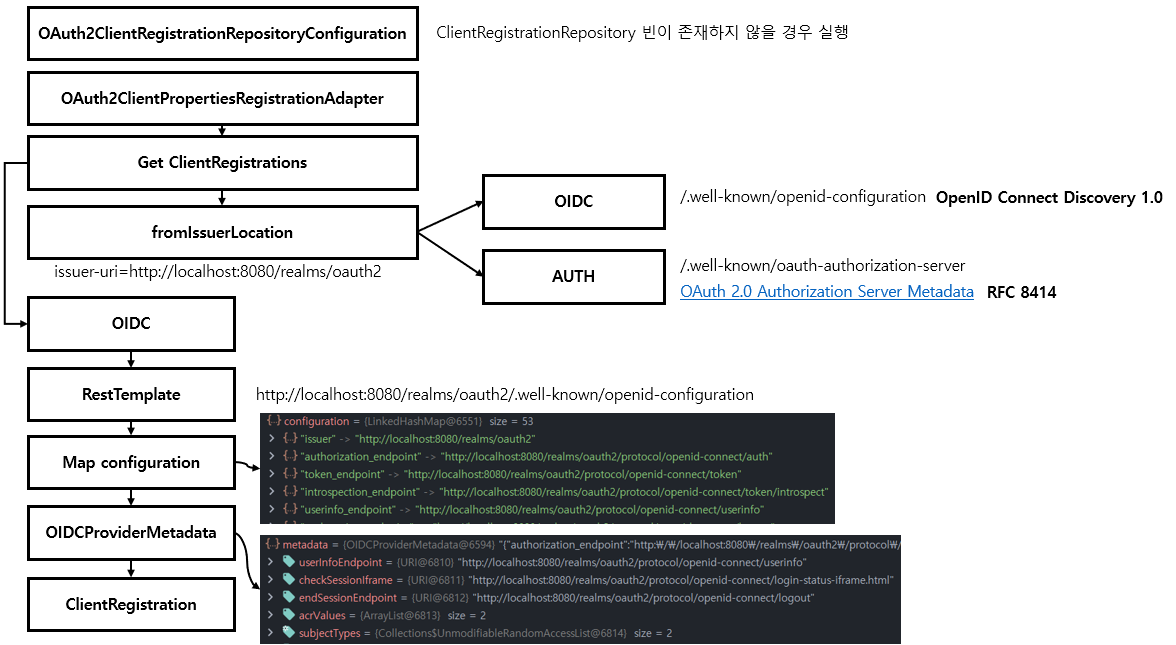 OAuth2ClientRegistrationRepositoryConfiguration
ClientRegistrationRepository 빈이 존재하지 않을 경우 실행
OAuth2ClientPropertiesRegistrationAdapter
Get ClientRegistrations
fromIssuerLocation
issuer-uri=http://localhost:8080/realms/oauth2
OIDC
/.well-known/openid-configuration OpenID Connect Discovery 1.0
AUTH
/.well-known/oauth-authorization-server
OAuth 2.0 Authorization Server Metadata RFC 8414
OIDC
RestTemplate
http://localhost:8080/realms/oauth2/.well-known/openid-configuration
Map configuration
{..} configuration = {LinkedHashMap@6551} size = 53
> {..} "issuer" -> "http://localhost:8080/realms/oauth2"
> {..} "authorization_endpoint" -> "http://localhost:8080/realms/oauth2/protocol/openid-connect/auth"
> {..} "token_endpoint" -> "http://localhost:8080/realms/oauth2/protocol/openid-connect/token"
> {..} "introspection_endpoint" -> "http://localhost:8080/realms/oauth2/protocol/openid-connect/token/introspect"
> {..} "userinfo_endpoint" -> "http://localhost:8080/realms/oauth2/protocol/openid-connect/userinfo"
OIDCProviderMetadata
{..} metadata = {OIDCProviderMetadata@6594} "{"authorization_endpoint":"http:₩/₩/localhost:8080₩/realms₩/oauth2₩/protocol₩/
> userInfoEndpoint = {URI@6810} "http://localhost:8080/realms/oauth2/protocol/openid-connect/userinfo"
> checkSessionIframe = {URI@6811} "http://localhost:8080/realms/oauth2/protocol/openid-connect/login-status-iframe.html"
> endSessionEndpoint = {URI@6812} "http://localhost:8080/realms/oauth2/protocol/openid-connect/logout"
> acrValues = {ArrayList@6813} size = 2
> subjectTypes = {Collections$UnmodifiableRandomAccessList@6814} size = 2
ClientRegistration